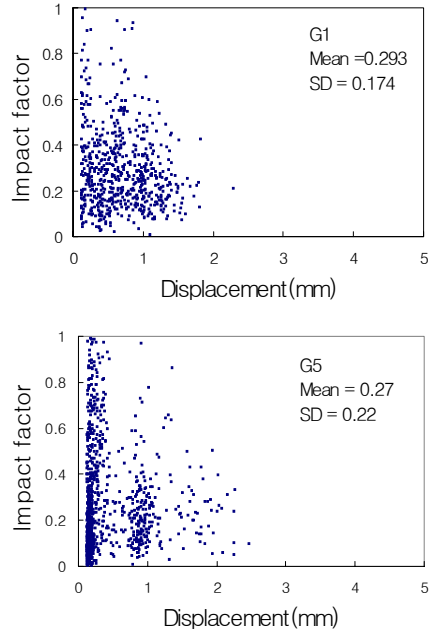 1
0.8
0.6
0.4
0.2
0
Impact factor
G1
Mean =0.293
SD = 0.174
0 1 2 3 4 5
Displacement(mm)
1
0.8
0.6
0.4
0.2
0
Impact factor
G5
Mean = 0.27
SD = 0.22
0 1 2 3 4 5
Displacement(mm)